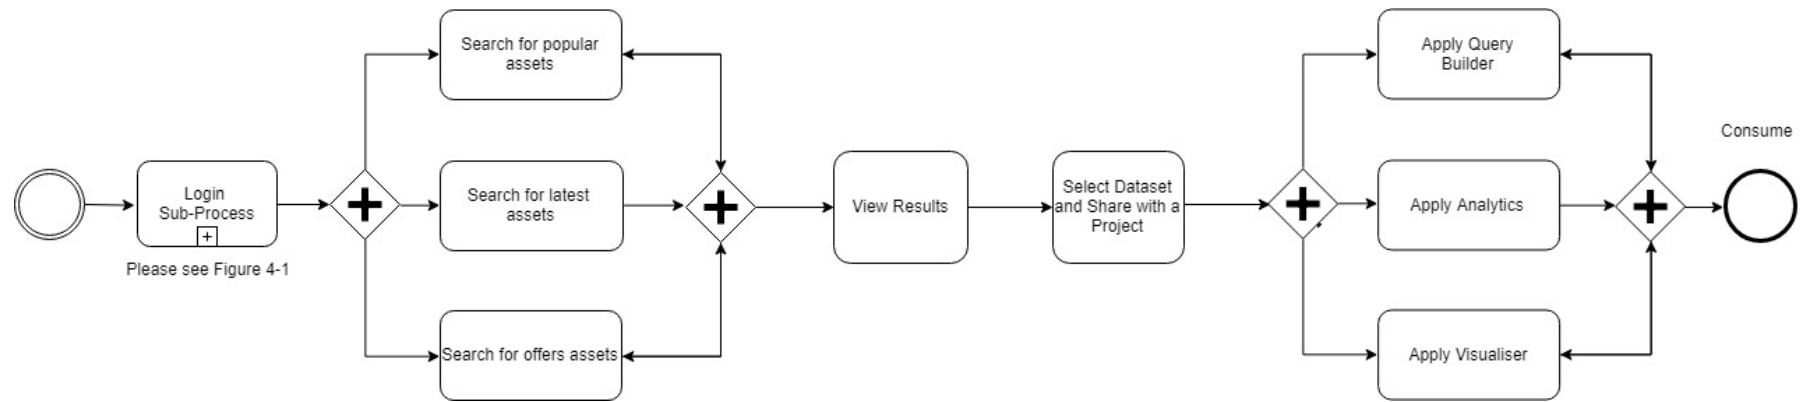 Login
Sub-Process
Please see Figure 4-1
Search for popular
assets
Search for latest
assets
Search for offers assets
View Results
Select Dataset
and Share with a
Project
Apply Query
Builder
Apply Analytics
Apply Visualiser
Consume